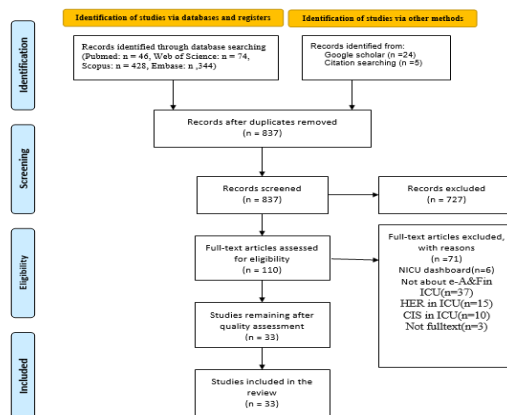 Identification of studies via databases and registers
Identification of studies via other methods
Identification
Records identified through database searching
(Pubmed: n = 46, Web of Science: n = 74,
Scopus: n = 428, Embase: n ,344)
Records identified from:
Google scholar (n =24)
Citation searching (n =5)
Records after duplicates removed
(n = 837)
Screening
Records screened
(n = 837)
Records excluded
(n = 727)
Eligibility
Full-text articles assessed for
eligibility
(n = 110)
Full-text articles excluded,
with reasons
(n =71)
NICU dashboard(n=6)
Not about e-A&Fin
ICU(n=37)
HER in ICU(n=15)
CIS in ICU(n=10)
Not fulltext(n=3)
Studies remaining after
quality assessment
(n = 33)
Included
Studies included in the
review
(n = 33)